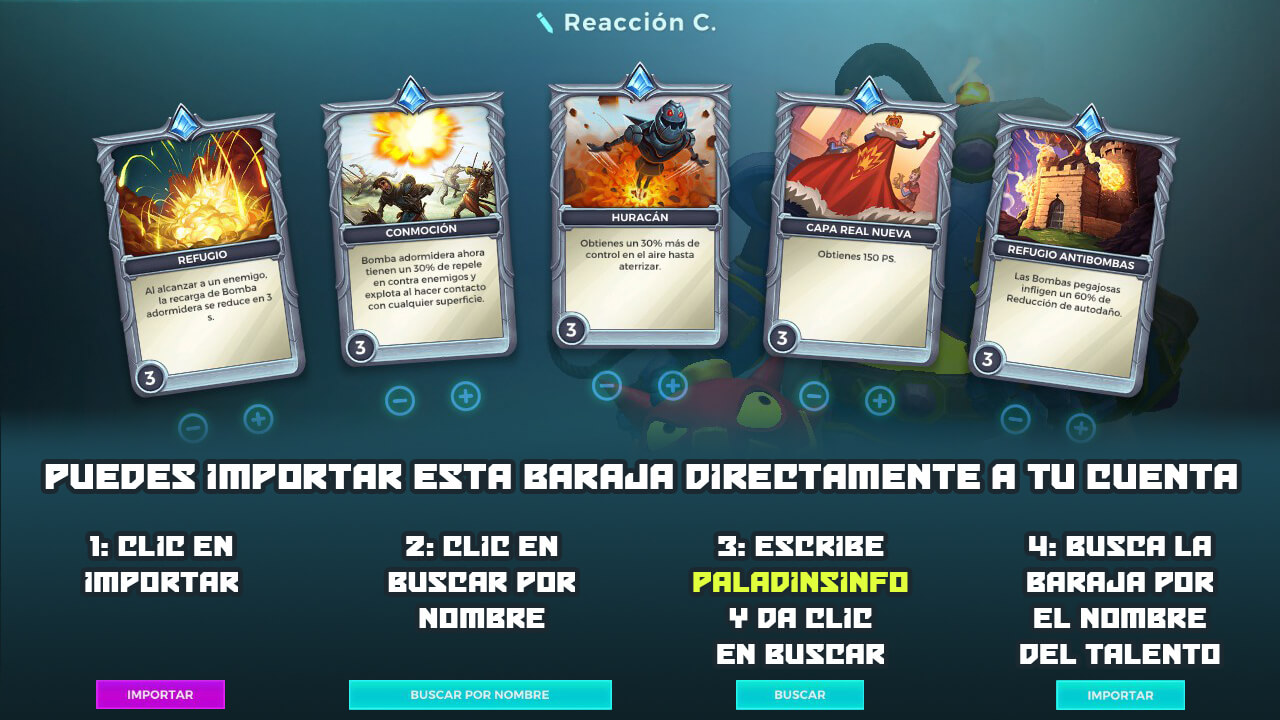 Reacción C.
REFUGIO
Al alcanzar a un enemigo,
la recarga de Bomba
adormidera se reduce en 3
s.
3
CONMOCIÓN
Bomba adormidera ahora
tienen un 30% de repele
en contra enemigos y
explota al hacer contacto
con cualquier superficie.
3
HURACÁN
Obtienes un 30% más de
control en el aire hasta
aterrizar.
3
CAPA REAL NUEVA
Obtienes 150 PS.
3
REFUGIO ANTIBOMBAS
Las Bombas pegajosas
infligen un 60% de
Reducción de autodaño.
3
PUEDES IMPORTAR ESTA BARAJA DIRECTAMENTE A TU CUENTA
1: CLIC EN
IMPORTAR
IMPORTAR
2: CLIC EN
BUSCAR POR
NOMBRE
BUSCAR POR NOMBRE
3: ESCRIBE
PALADINSINFO
Y DA CLIC
EN BUSCAR
BUSCAR
4: BUSCA LA
BARAJA POR
EL NOMBRE
DEL TALENTO
IMPORTAR